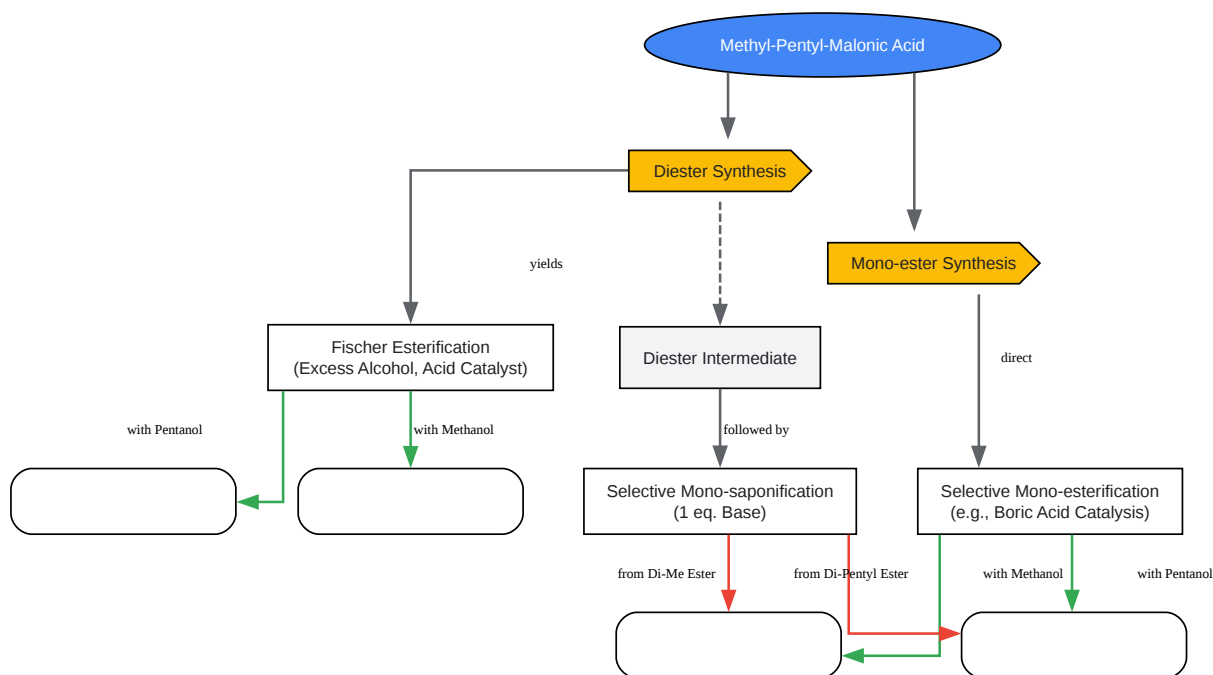 Methyl-Pentyl-Malonic Acid
Diester Synthesis
Mono-ester Synthesis
yields
Fischer Esterification
(Excess Alcohol, Acid Catalyst)
Diester Intermediate
direct
with Pentanol
with Methanol
followed by
Selective Mono-saponification
(1 eq. Base)
Selective Mono-esterification
(e.g., Boric Acid Catalysis)
from Di-Me Ester
from Di-Pentyl Ester
with Methanol
with Pentanol